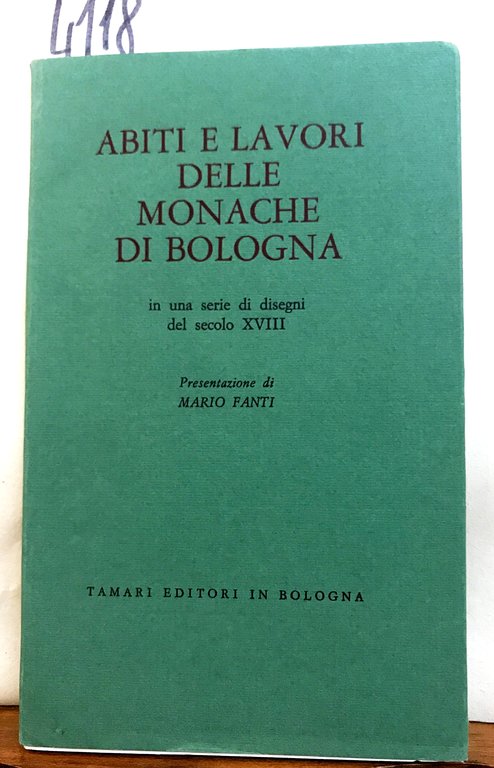 4118
ABITI E LAVORI
DELLE
MONACHE
DI BOLOGNA
in una serie di disegni
del secolo XVIII
Presentazione di
MARIO FANTI
TAMARI EDITORI IN BOLOGNA